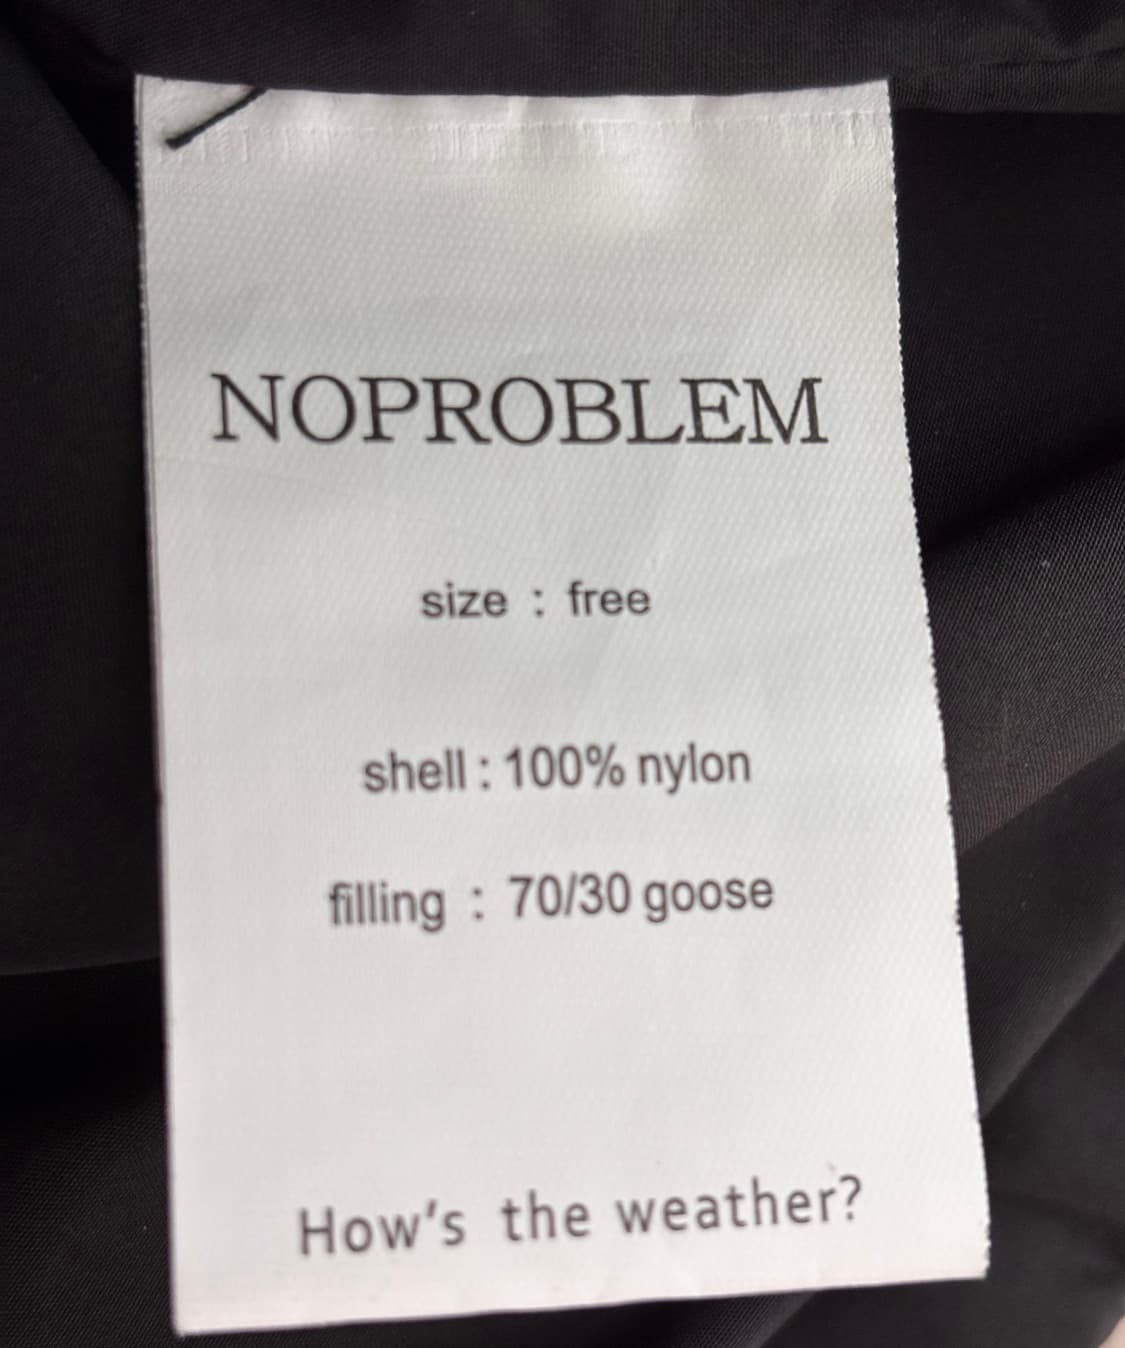 NOPROBLEM
size : free
shell : 100% nylon
filling : 70/30 goose
How's the weather?